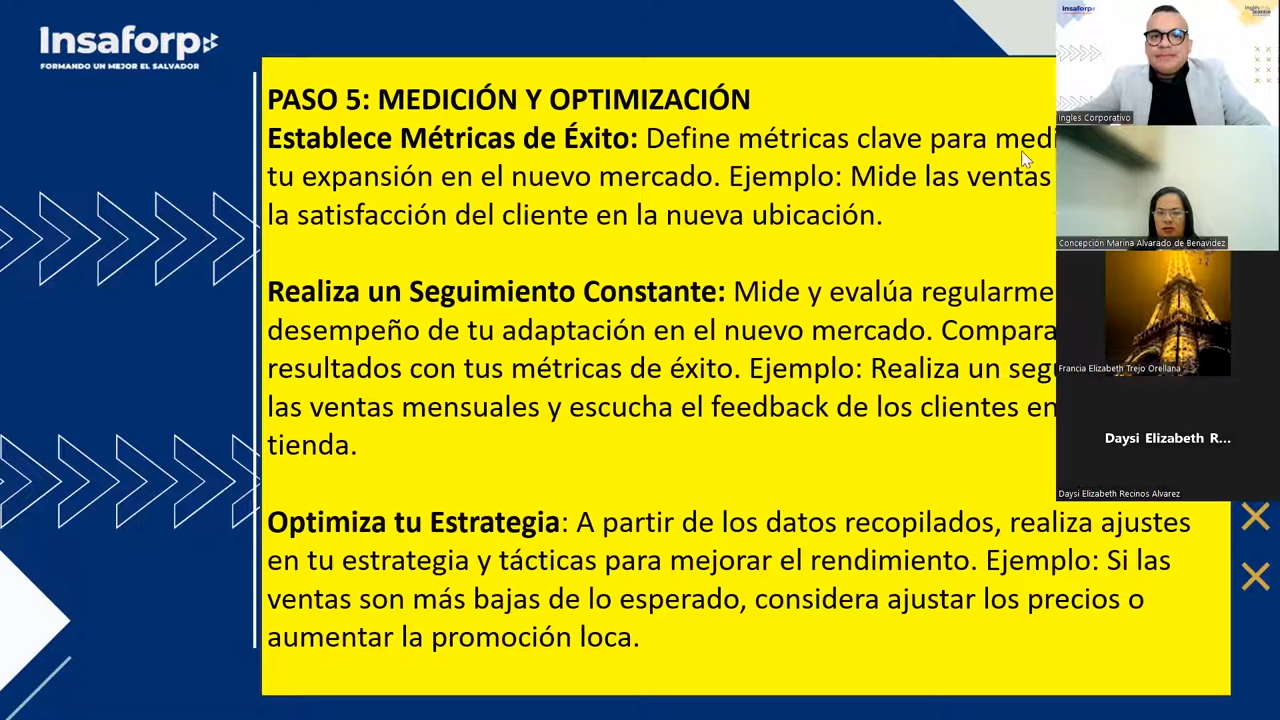 Insaforp
FORMANDO UN MEJOR EL SALVADOR
PASO 5: MEDICIÓN Y OPTIMIZACIÓN
Establece Métricas de Éxito: Define métricas clave para medi
tu expansión en el nuevo mercado. Ejemplo: Mide las ventas
la satisfacción del cliente en la nueva ubicación.
Realiza un Seguimiento Constante: Mide y evalúa regularme
desempeño de tu adaptación en el nuevo mercado. Compara
resultados con tus métricas de éxito. Ejemplo: Realiza un seg
las ventas mensuales y escucha el feedback de los clientes en
tienda.
Optimiza tu Estrategia: A partir de los datos recopilados, realiza ajustes
en tu estrategia y tácticas para mejorar el rendimiento. Ejemplo: Si las
ventas son más bajas de lo esperado, considera ajustar los precios o
aumentar la promoción loca.
Insaforp
Ingles Corporativo
Concepción Marina Alvarado de Benavidez
Francia Elizabeth Trejo Orellana
Daysi Elizabeth R...
Daysi Elizabeth Recinos Alvarez